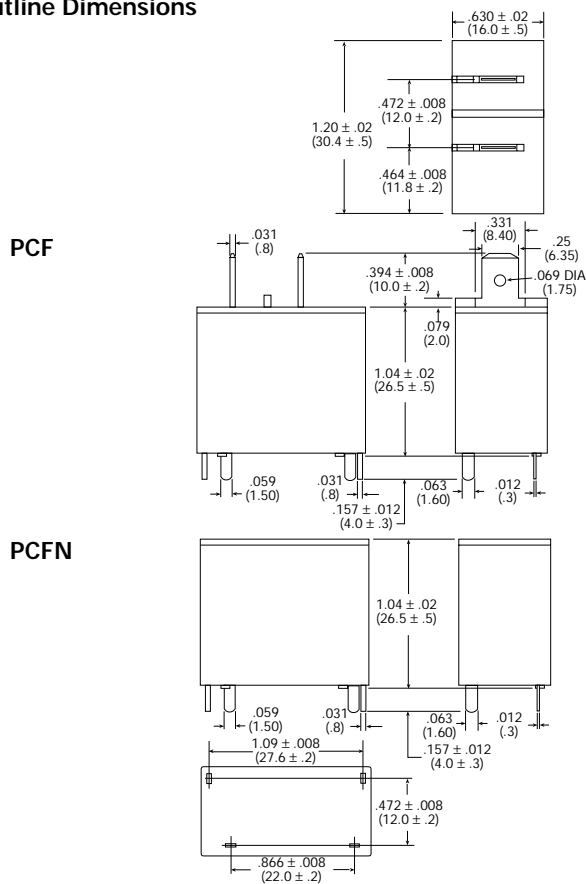 utline Dimensions
.630 ± .02
(16.0 ± .5)
.472 ± .008
(12.0 ± .2)
1.20 ± .02
(30.4 ± .5)
.464 ± .008
(11.8 ± .2)
PCF
.031
(.8)
.331
(8.40)
.25
(6.35)
.394 ± .008
(10.0 ± .2)
.069 DIA
(1.75)
.079
(2.0)
1.04 ± .02
(26.5 ± .5)
.059
(1.50)
.031
(.8)
.063
(1.60)
.012
(.3)
.157 ± .012
(4.0 ± .3)
PCFN
1.04 ± .02
(26.5 ± .5)
.059
(1.50)
.031
(.8)
.063
(1.60)
.012
(.3)
.157 ± .012
(4.0 ± .3)
1.09 ± .008
(27.6 ± .2)
.472 ± .008
(12.0 ± .2)
.866 ± .008
(22.0 ± .2)